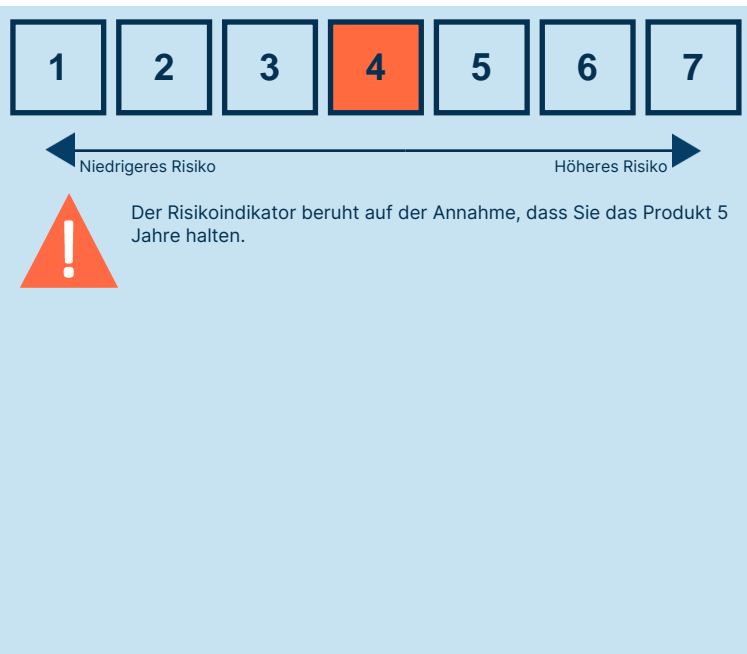 1 2 3 4 5 6 7
Niedrigeres Risiko Höheres Risiko
Der Risikoindikator beruht auf der Annahme, dass Sie das Produkt 5
Jahre halten.